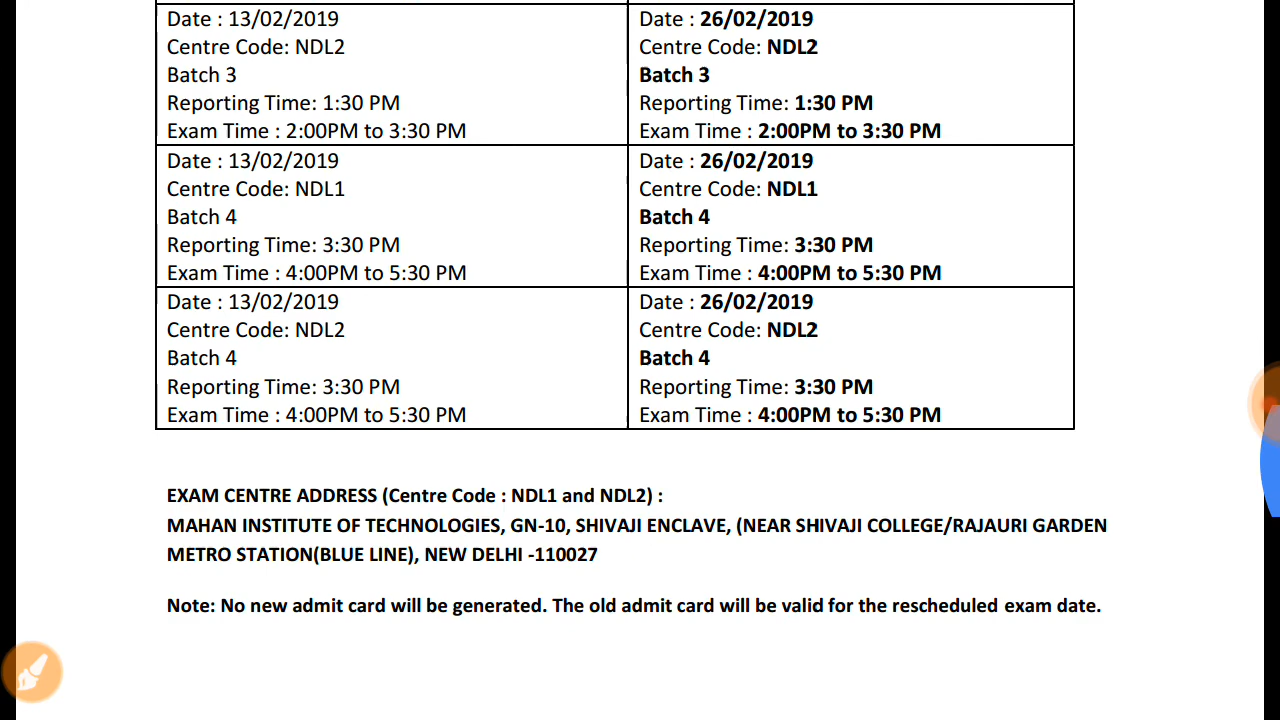 Date : 13/02/2019
Centre Code: NDL2
Batch 3
Reporting Time: 1:30 PM
Exam Time : 2:00PM to 3:30 PM
Date : 26/02/2019
Centre Code: NDL2
Batch 3
Reporting Time: 1:30 PM
Exam Time : 2:00PM to 3:30 PM
Date : 13/02/2019
Centre Code: NDL1
Batch 4
Reporting Time: 3:30 PM
Exam Time : 4:00PM to 5:30 PM
Date : 26/02/2019
Centre Code: NDL1
Batch 4
Reporting Time: 3:30 PM
Exam Time : 4:00PM to 5:30 PM
Date : 13/02/2019
Centre Code: NDL2
Batch 4
Reporting Time: 3:30 PM
Exam Time : 4:00PM to 5:30 PM
Date : 26/02/2019
Centre Code: NDL2
Batch 4
Reporting Time: 3:30 PM
Exam Time : 4:00PM to 5:30 PM
EXAM CENTRE ADDRESS (Centre Code : NDL1 and NDL2) :
MAHAN INSTITUTE OF TECHNOLOGIES, GN-10, SHIVAJI ENCLAVE, (NEAR SHIVAJI COLLEGE/RAJAURI GARDEN
METRO STATION(BLUE LINE), NEW DELHI -110027
Note: No new admit card will be generated. The old admit card will be valid for the rescheduled exam date.